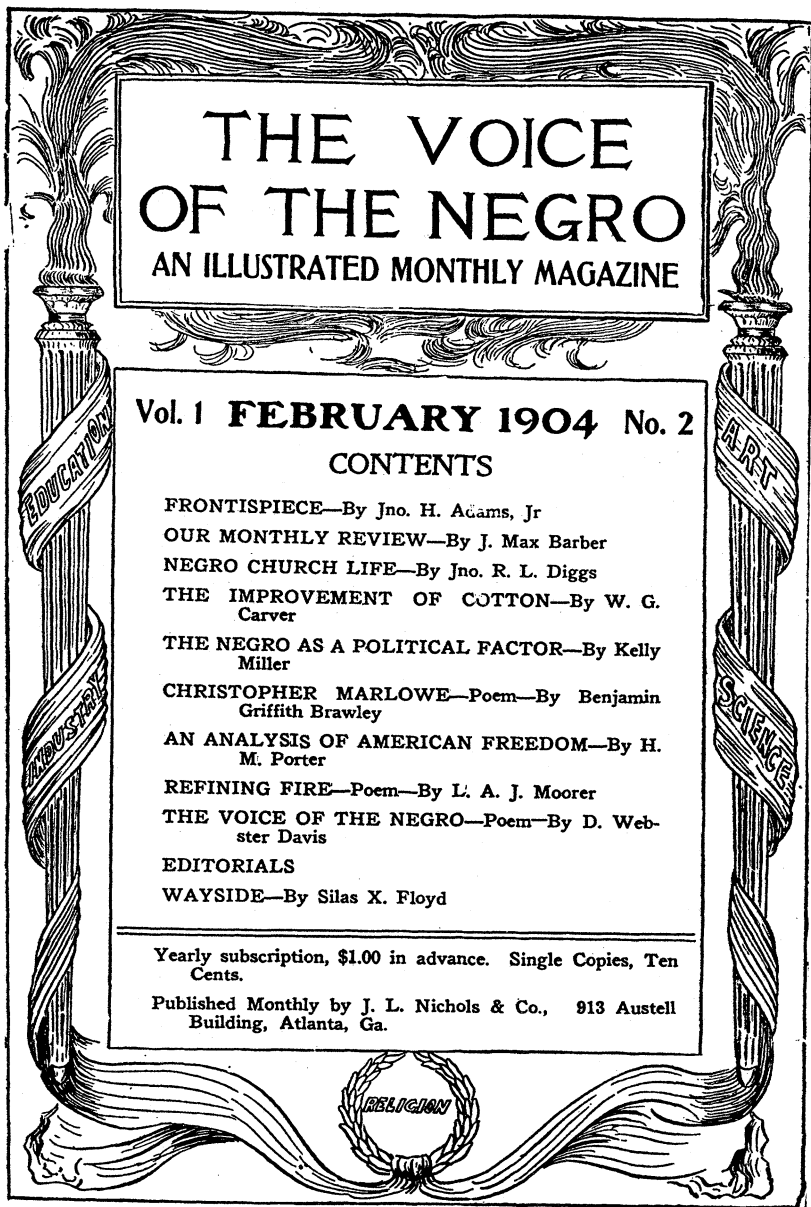 THE VOICE
OF THE NEGRO
AN ILLUSTRATED MONTHLY MAGAZINE
Vol. 1 FEBRUARY 1904 No. 2
CONTENTS
FRONTISPIECE—By Jno. H. Adams, Jr
OUR MONTHLY REVIEW—By J. Max Barber
NEGRO CHURCH LIFE—By Jno. R. L. Diggs
THE IMPROVEMENT OF COTTON—By W. G.
Carver
THE NEGRO AS A POLITICAL FACTOR—By Kelly
Miller
CHRISTOPHER MARLOWE—Poem—By Benjamin
Griffith Brawley
AN ANALYSIS OF AMERICAN FREEDOM—By H.
M. Porter
REFINING FIRE—Poem—By L. A. J. Moorer
THE VOICE OF THE NEGRO—Poem—By D. Web-
ster Davis
EDITORIALS
WAYSIDE—By Silas X. Floyd
Yearly subscription, $1.00 in advance. Single Copies, Ten
Cents.
Published Monthly by J. L. Nichols & Co., 913 Austell
Building, Atlanta, Ga.
EDUCATION
INDUSTRY
ART
SCIENCE
RELIGION